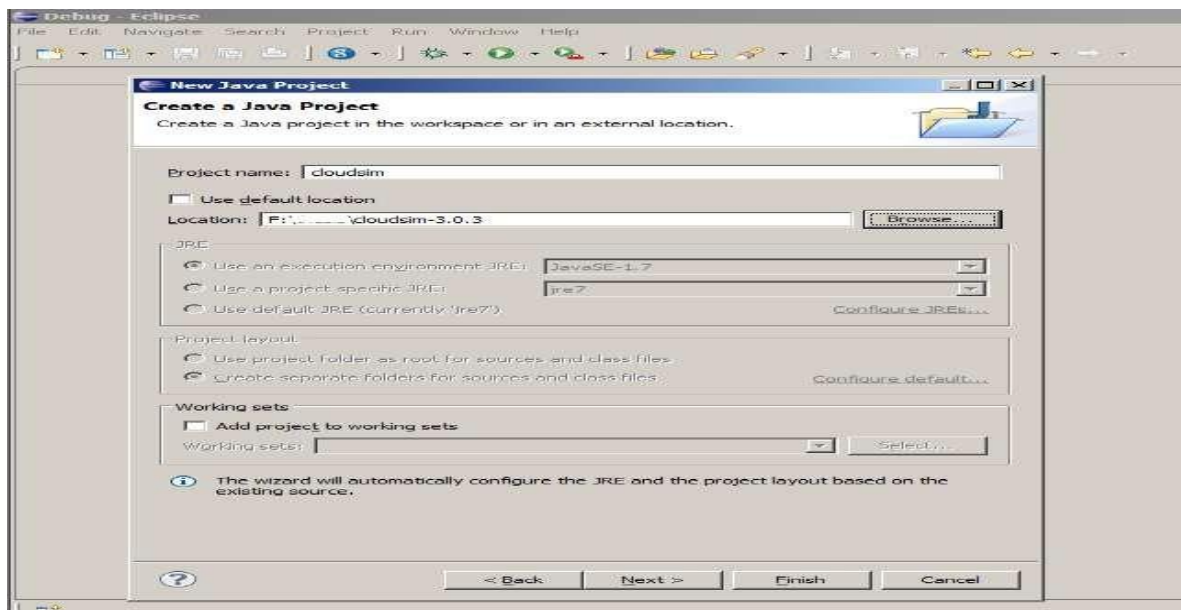 Debug - Eclipse
File Edit Navigate Search Project Run Window Help
New Java Project
Create a Java Project
Create a Java project in the workspace or in an external location.
Project name: cloudsim
Use default location
Location: F:\ \cloudsim-3.0.3 Browse...
JRE
Use an execution environment JRE: JavaSE-1.7
Use a project specific JRE: jre7
Use default JRE (currently 'jre7') Configure JREs...
Project layout
Use project folder as root for sources and class files
Create separate folders for sources and class files Configure default...
Working sets
Add project to working sets
Working sets: Select...
The wizard will automatically configure the JRE and the project layout based on the
existing source.
< Back Next > Finish Cancel